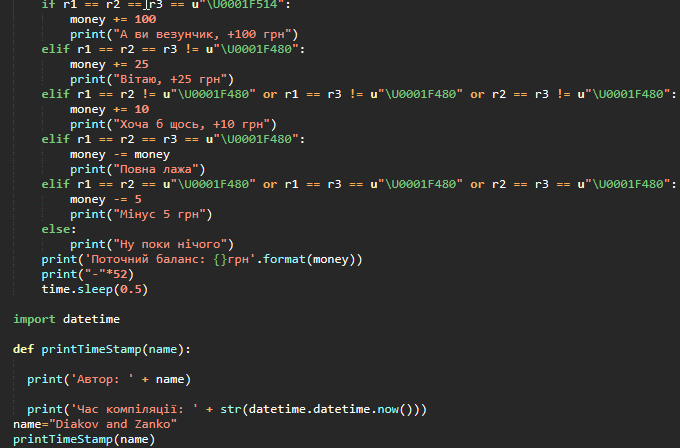 if r1 == r2 == r3 == u"\U0001F514":
money += 100
print("А ви везунчик, +100 грн")
elif r1 == r2 == r3 != u"\U0001F480":
money += 25
print("Вітаю, +25 грн")
elif r1 == r2 != u"\U0001F480" or r1 == r3 != u"\U0001F480" or r2 == r3 != u"\U0001F480":
money += 10
print("Хоча б щось, +10 грн")
elif r1 == r2 == r3 == u"\U0001F480":
money -= money
print("Повна лажа")
elif r1 == r2 == u"\U0001F480" or r1 == r3 == u"\U0001F480" or r2 == r3 == u"\U0001F480":
money -= 5
print("Мінус 5 грн")
else:
print("Ну поки нічого")
print('Поточний баланс: {}грн'.format(money))
print("-"*52)
time.sleep(0.5)
import datetime
def printTimeStamp(name):
print('Автор: ' + name)
print('Час компіляції: ' + str(datetime.datetime.now()))
name="Diakov and Zanko"
printTimeStamp(name)